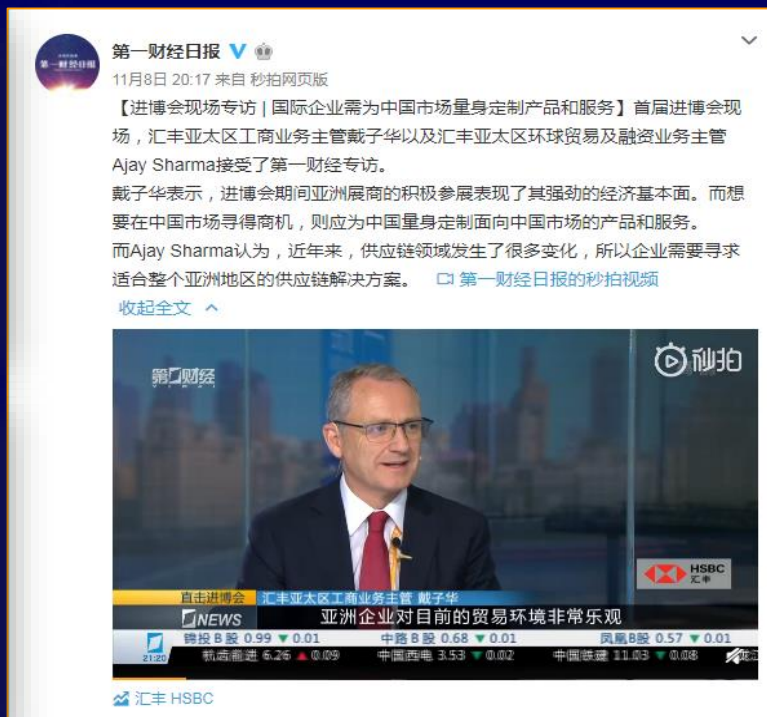 第一财经日报
第一财经日报
11月8日 20:17 来自 秒拍网页版
【进博会现场专访 | 国际企业需为中国市场量身定制产品和服务】首届进博会现
场，汇丰亚太区工商业务主管戴子华以及汇丰亚太区环球贸易及融资业务主管
Ajay Sharma接受了第一财经专访。
戴子华表示，进博会期间亚洲展商的积极参展表现了其强劲的经济基本面。而想
要在中国市场寻得商机，则应为中国量身定制面向中国市场的产品和服务。
而Ajay Sharma认为，近年来，供应链领域发生了很多变化，所以企业需要寻求
适合整个亚洲地区的供应链解决方案。 第一财经日报的秒拍视频
收起全文
第一财经
秒拍
HSBC
汇丰
直击进博会 汇丰亚太区工商业务主管 戴子华
NEWS 亚洲企业对目前的贸易环境非常乐观
锦投B股 0.99 ▼ 0.01 中路B股 0.68 ▼ 0.01 凤凰B股 0.57 ▼ 0.01
21:20 航造能进 6.26 ▲ 0.09 中国西电 3.53 ▼ 0.02 中国铁建 11.03 ▼ 0.08
汇丰 HSBC